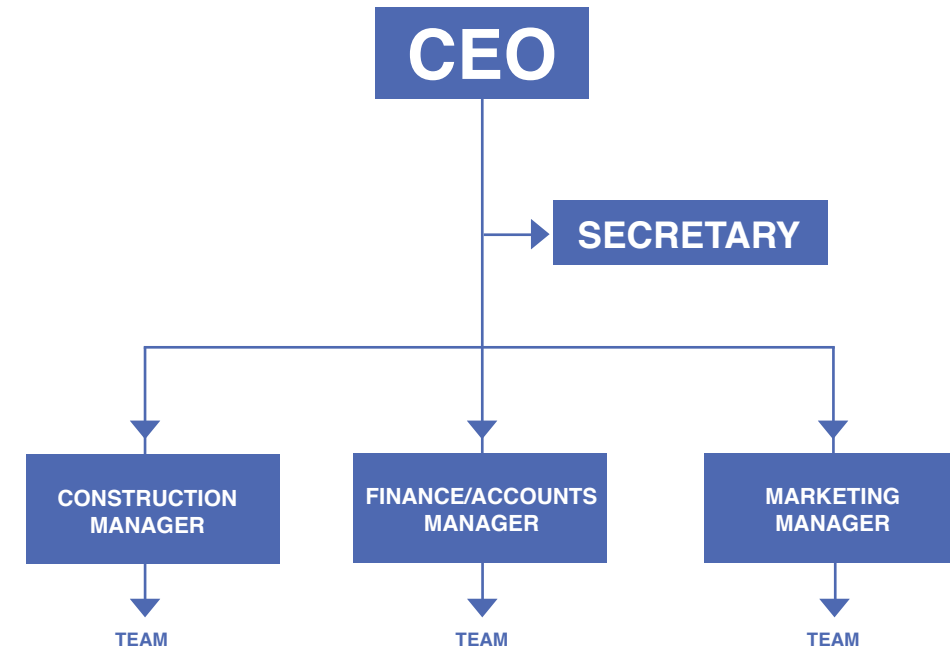 CEO
SECRETARY
CONSTRUCTION
MANAGER
FINANCE/ACCOUNTS
MANAGER
MARKETING
MANAGER
TEAM
TEAM
TEAM